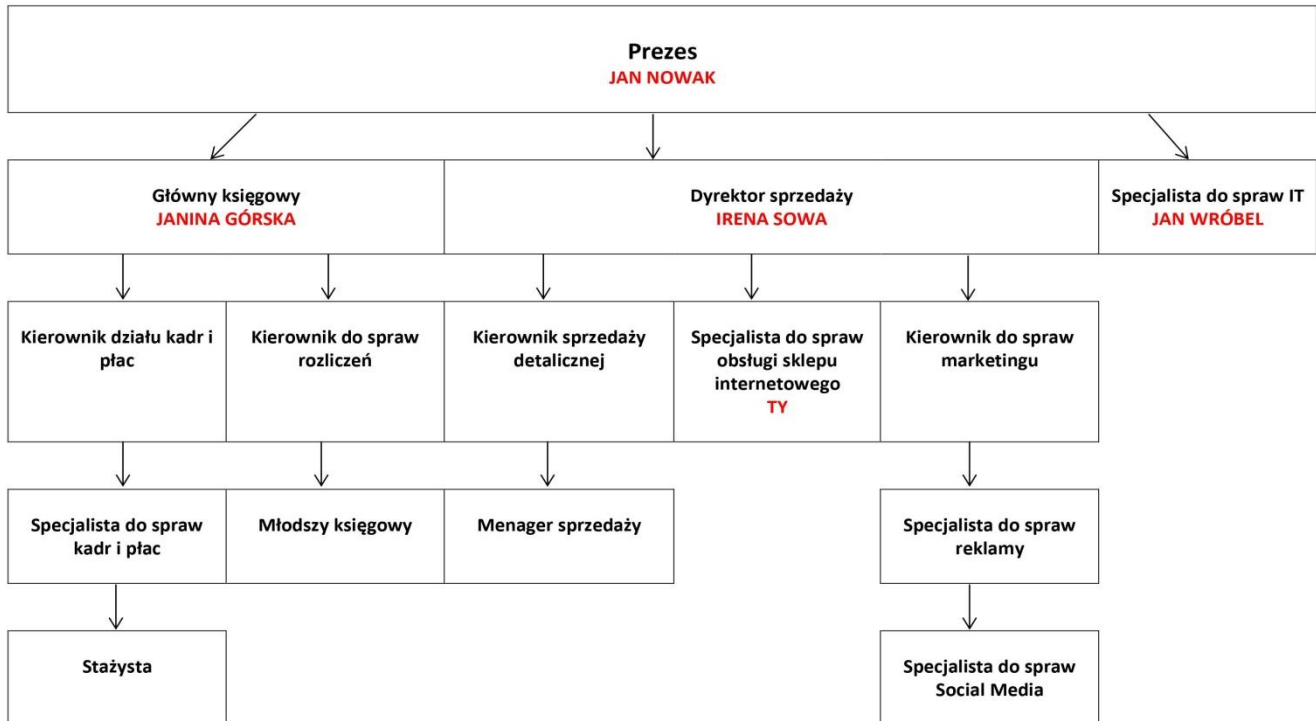 Prezes
JAN NOWAK
Główny księgowy
JANINA GÓRSKA
Dyrektor sprzedaży
IRENA SOWA
Specjalista do spraw IT
JAN WRÓBEL
Kierownik działu kadr i
płac
Kierownik do spraw
rozliczeń
Kierownik sprzedaży
detalicznej
Specjalista do spraw
obsługi sklepu
internetowego
TY
Kierownik do spraw
marketingu
Specjalista do spraw
kadr i płac
Młodszy księgowy
Menager sprzedaży
Specjalista do spraw
reklamy
Stażysta
Specjalista do spraw
Social Media